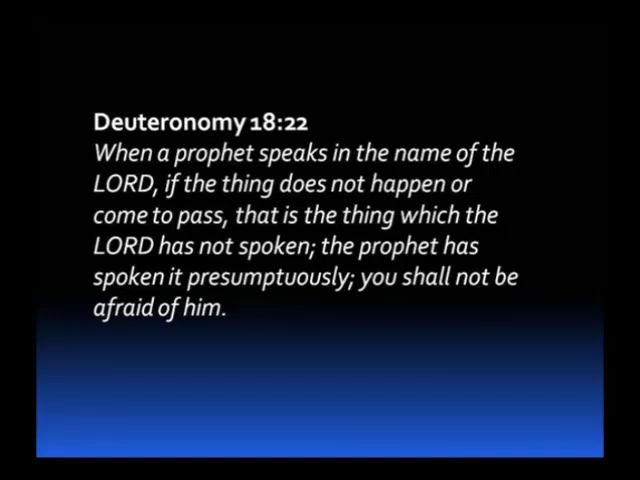 Deuteronomy 18:22
When a prophet speaks in the name of the
LORD, if the thing does not happen or
come to pass, that is the thing which the
LORD has not spoken; the prophet has
spoken it presumptuously; you shall not be
afraid of him.